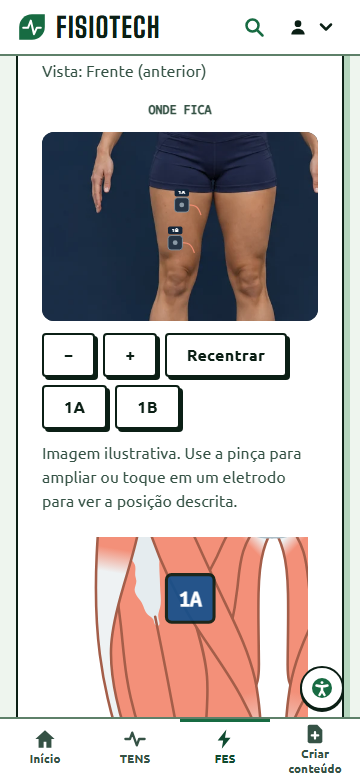 FISIOTECH
Vista: Frente (anterior)
ONDE FICA
1A
1B
−
+
Recentrar
1A
1B
Imagem ilustrativa. Use a pinça para
ampliar ou toque em um eletrodo
para ver a posição descrita.
1A
Início
TENS
FES
Criar
conteúdo